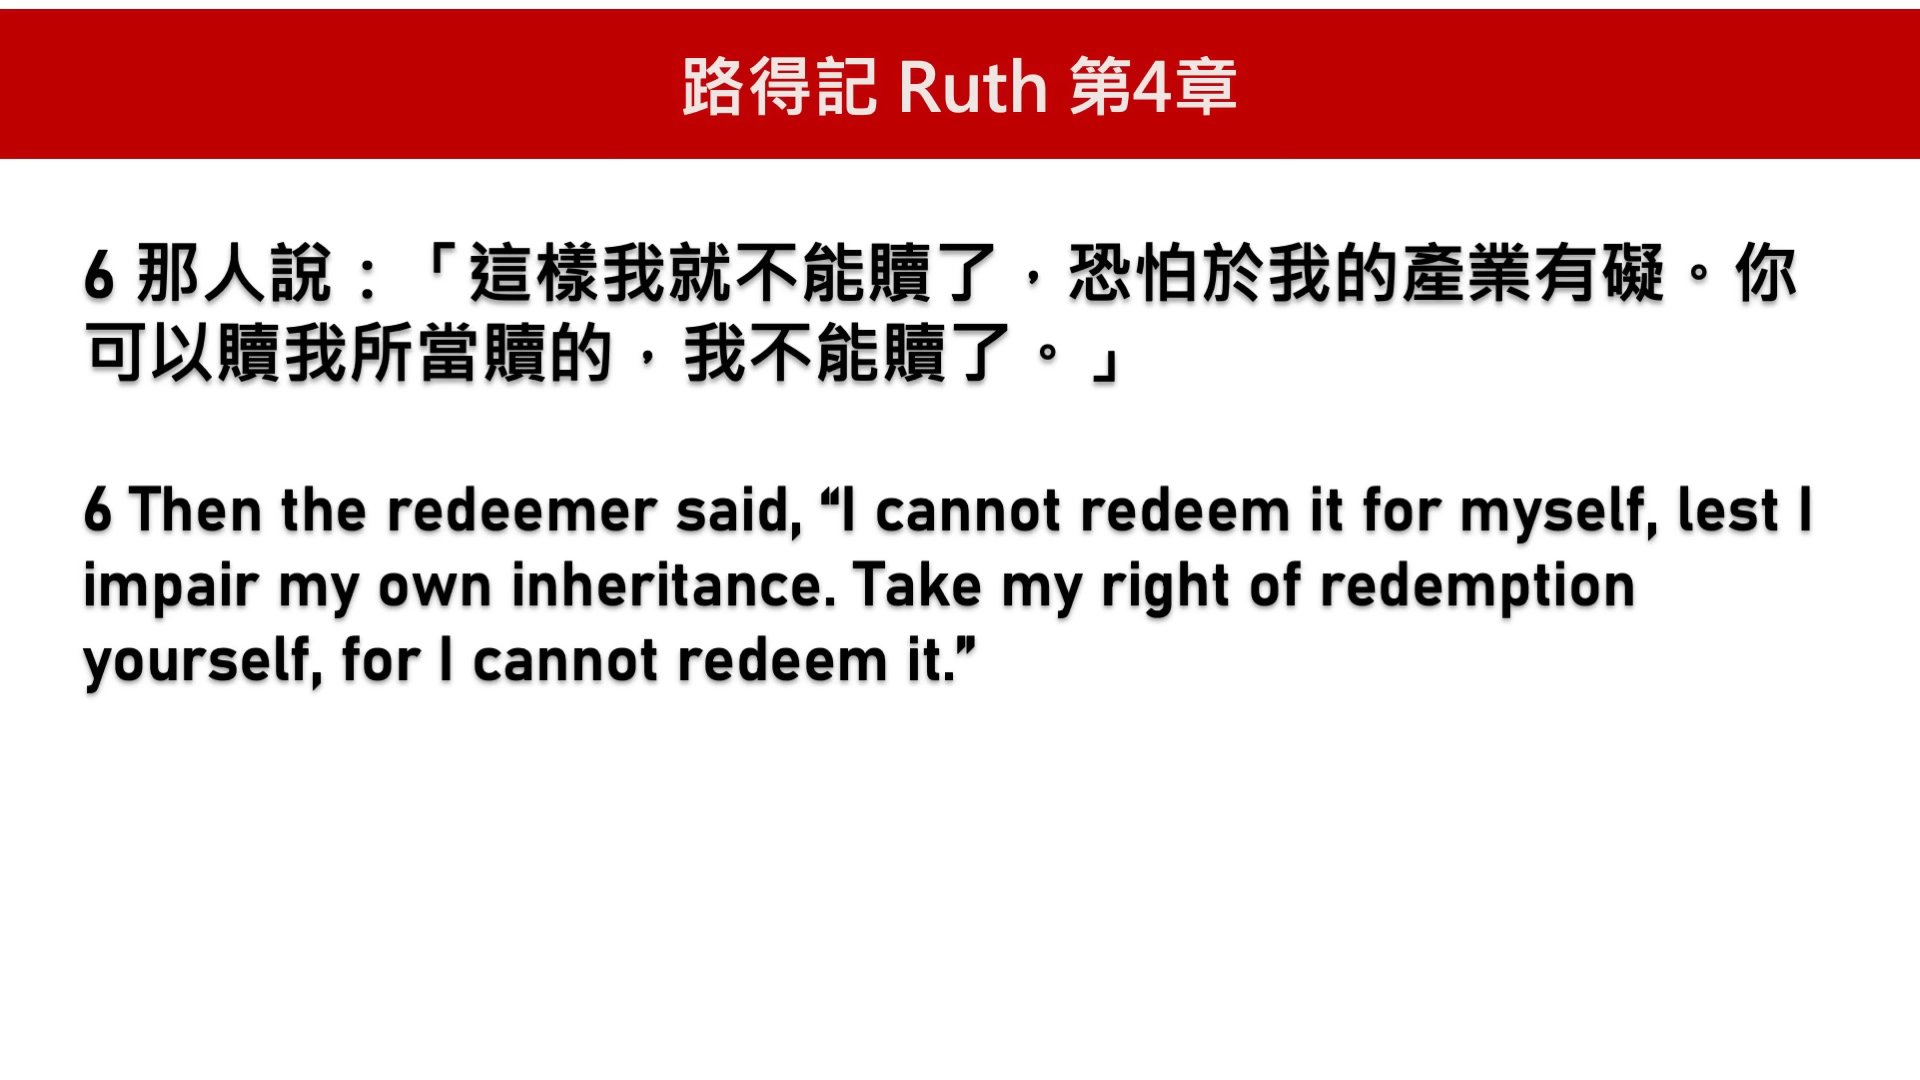 路得記 Ruth 第4章
6 那人說：「這樣我就不能贖了，恐怕於我的產業有礙。你
可以贖我所當贖的，我不能贖了。」
6 Then the redeemer said, “I cannot redeem it for myself, lest I
impair my own inheritance. Take my right of redemption
yourself, for I cannot redeem it.”